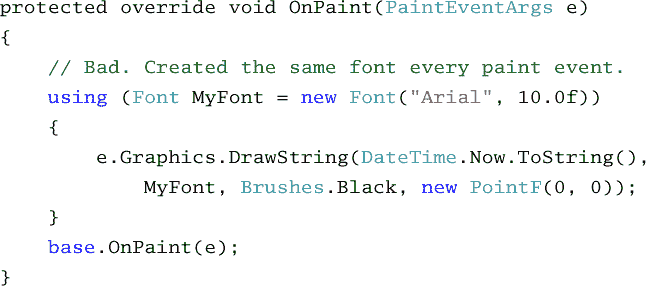 protected override void OnPaint(PaintEventArgs e)
{
    // Bad. Created the same font every paint event.
    using (Font MyFont = new Font("Arial", 10.0f))
    {
        e.Graphics.DrawString(DateTime.Now.ToString(),
            MyFont, Brushes.Black, new PointF(0, 0));
    }
    base.OnPaint(e);
}